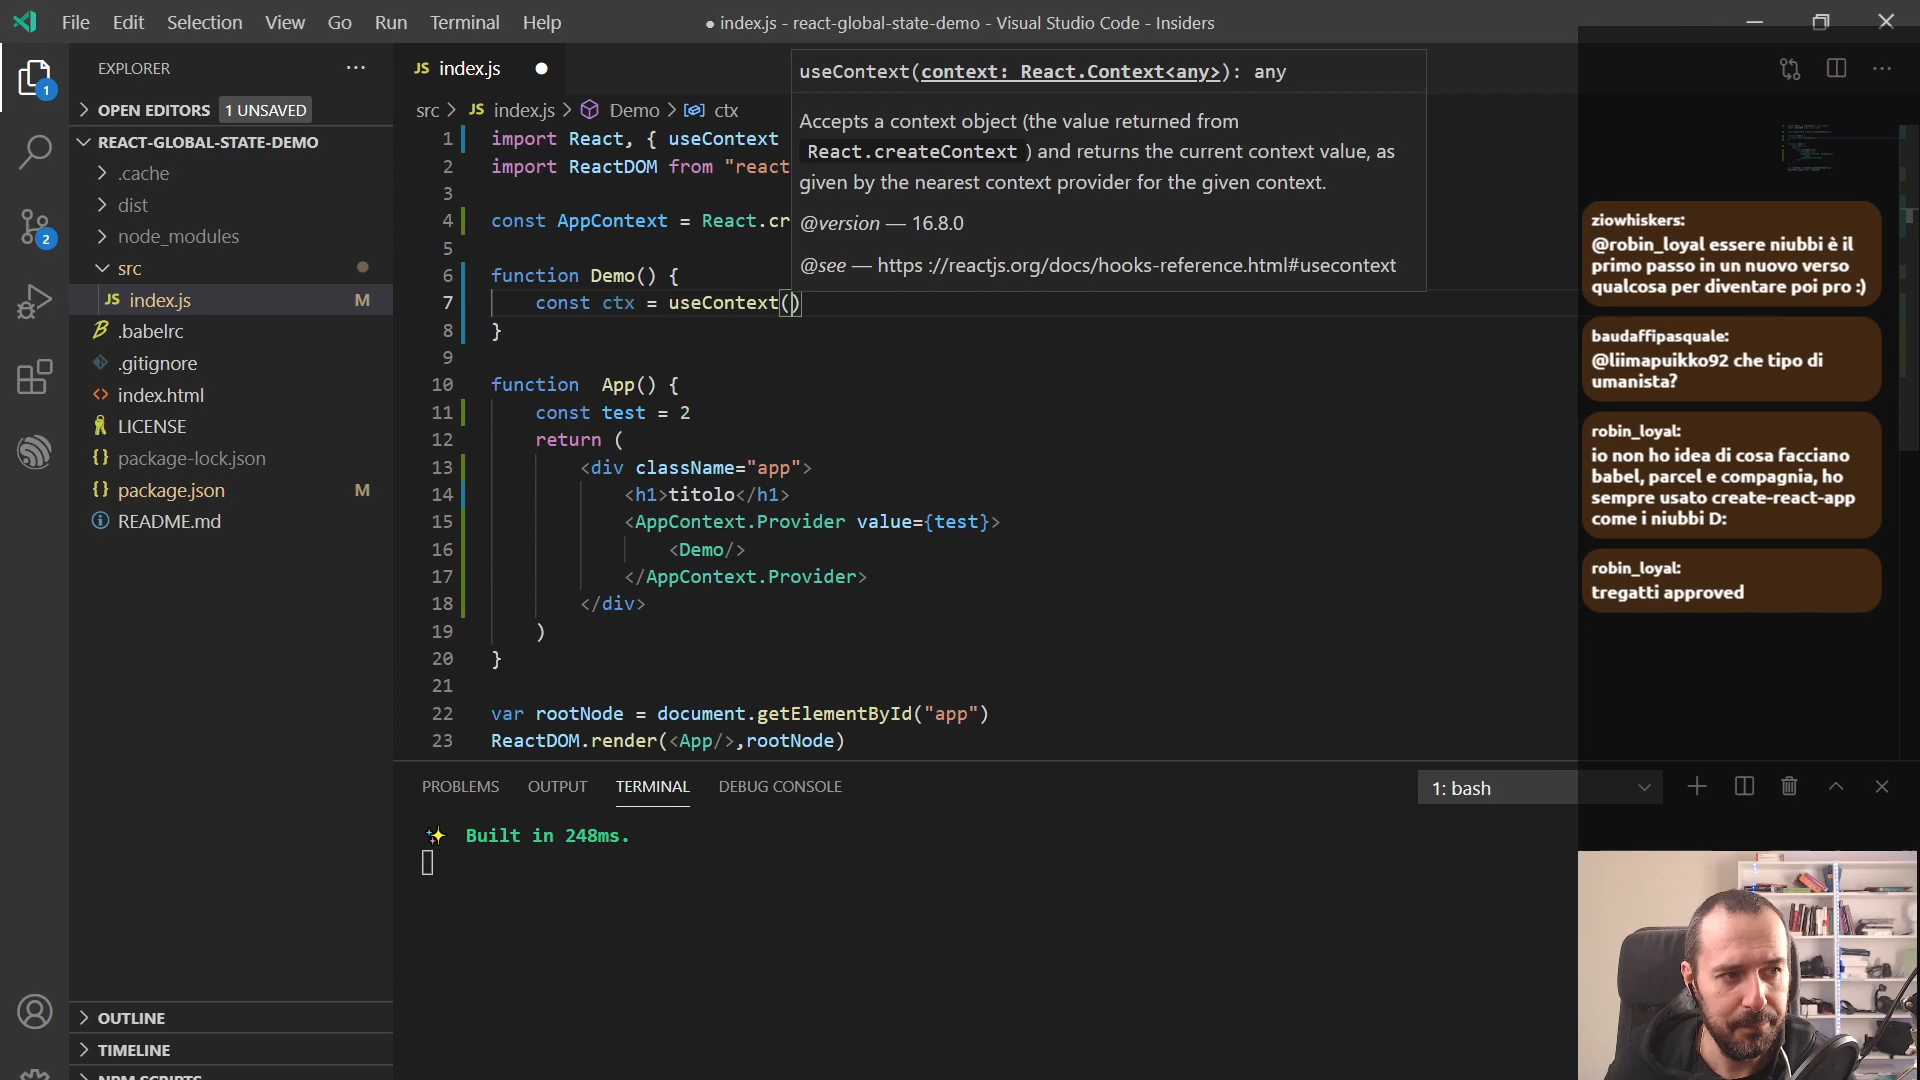 File Edit Selection View Go Run Terminal Help
● index.js - react-global-state-demo - Visual Studio Code - Insiders
EXPLORER
OPEN EDITORS 1 UNSAVED
REACT-GLOBAL-STATE-DEMO
.cache
dist
node_modules
src
JS index.js M
.babelrc
.gitignore
index.html
LICENSE
package-lock.json
package.json M
README.md
OUTLINE
TIMELINE
NPM SCRIPTS
1
2
JS index.js
src > JS index.js > Demo > ctx
useContext(context: React.Context<any>): any
Accepts a context object (the value returned from
React.createContext ) and returns the current context value, as
given by the nearest context provider for the given context.
@version — 16.8.0
@see — https ://reactjs.org/docs/hooks-reference.html#usecontext
1 import React, { useContext
2 import ReactDOM from "react
3
4 const AppContext = React.cr
5
6 function Demo() {
7 const ctx = useContext()
8 }
9
10 function  App() {
11 const test = 2
12 return (
13 <div className="app">
14 <h1>titolo</h1>
15 <AppContext.Provider value={test}>
16 <Demo/>
17 </AppContext.Provider>
18 </div>
19 )
20 }
21
22 var rootNode = document.getElementById("app")
23 ReactDOM.render(<App/>,rootNode)
PROBLEMS OUTPUT TERMINAL DEBUG CONSOLE
1: bash
✨ Built in 248ms.
ziowhiskers:
@robin_loyal essere niubbi è il
primo passo in un nuovo verso
qualcosa per diventare poi pro :)
baudaffipasquale:
@liimapuikko92 che tipo di
umanista?
robin_loyal:
io non ho idea di cosa facciano
babel, parcel e compagnia, ho
sempre usato create-react-app
come i niubbi D:
robin_loyal:
tregatti approved